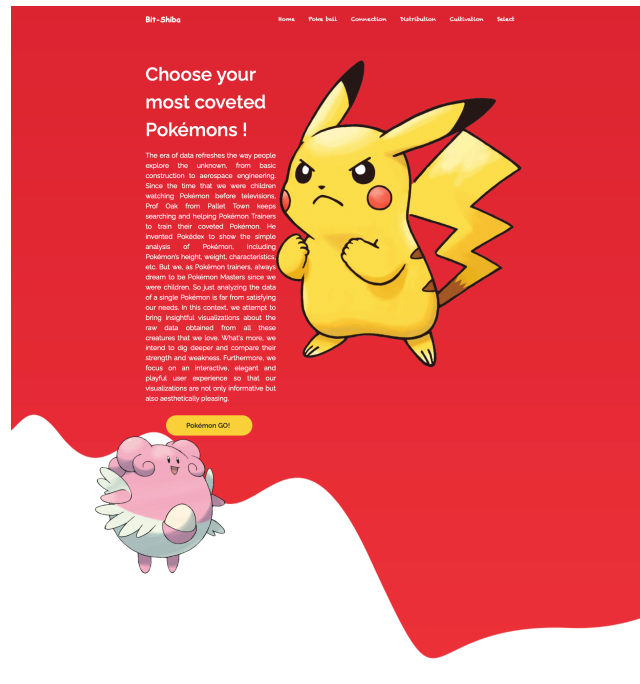 Bit-Shiba
Home Poke ball Connection Distribution Cultivation Select
Choose your
most coveted
Pokémons !
The era of data refreshes the way people
explore the unknown, from basic
construction to aerospace engineering.
Since the time that we were children
watching Pokémon before televisions,
Prof Oak from Pallet Town keeps
searching and helping Pokémon Trainers
to train their coveted Pokémon. He
invented Pokédex to show the simple
analysis of Pokémon, including
Pokémon's height, weight, characteristics,
etc. But we, as Pokémon trainers, always
dream to be Pokémon Masters since we
were children. So just analyzing the data
of a single Pokémon is far from satisfying
our needs. In this context, we attempt to
bring insightful visualizations about the
raw data obtained from all these
creatures that we love. What's more, we
intend to dig deeper and compare their
strength and weakness. Furthermore, we
focus on an interactive, elegant and
playful user experience so that our
visualizations are not only informative but
also aesthetically pleasing.
Pokémon GO!